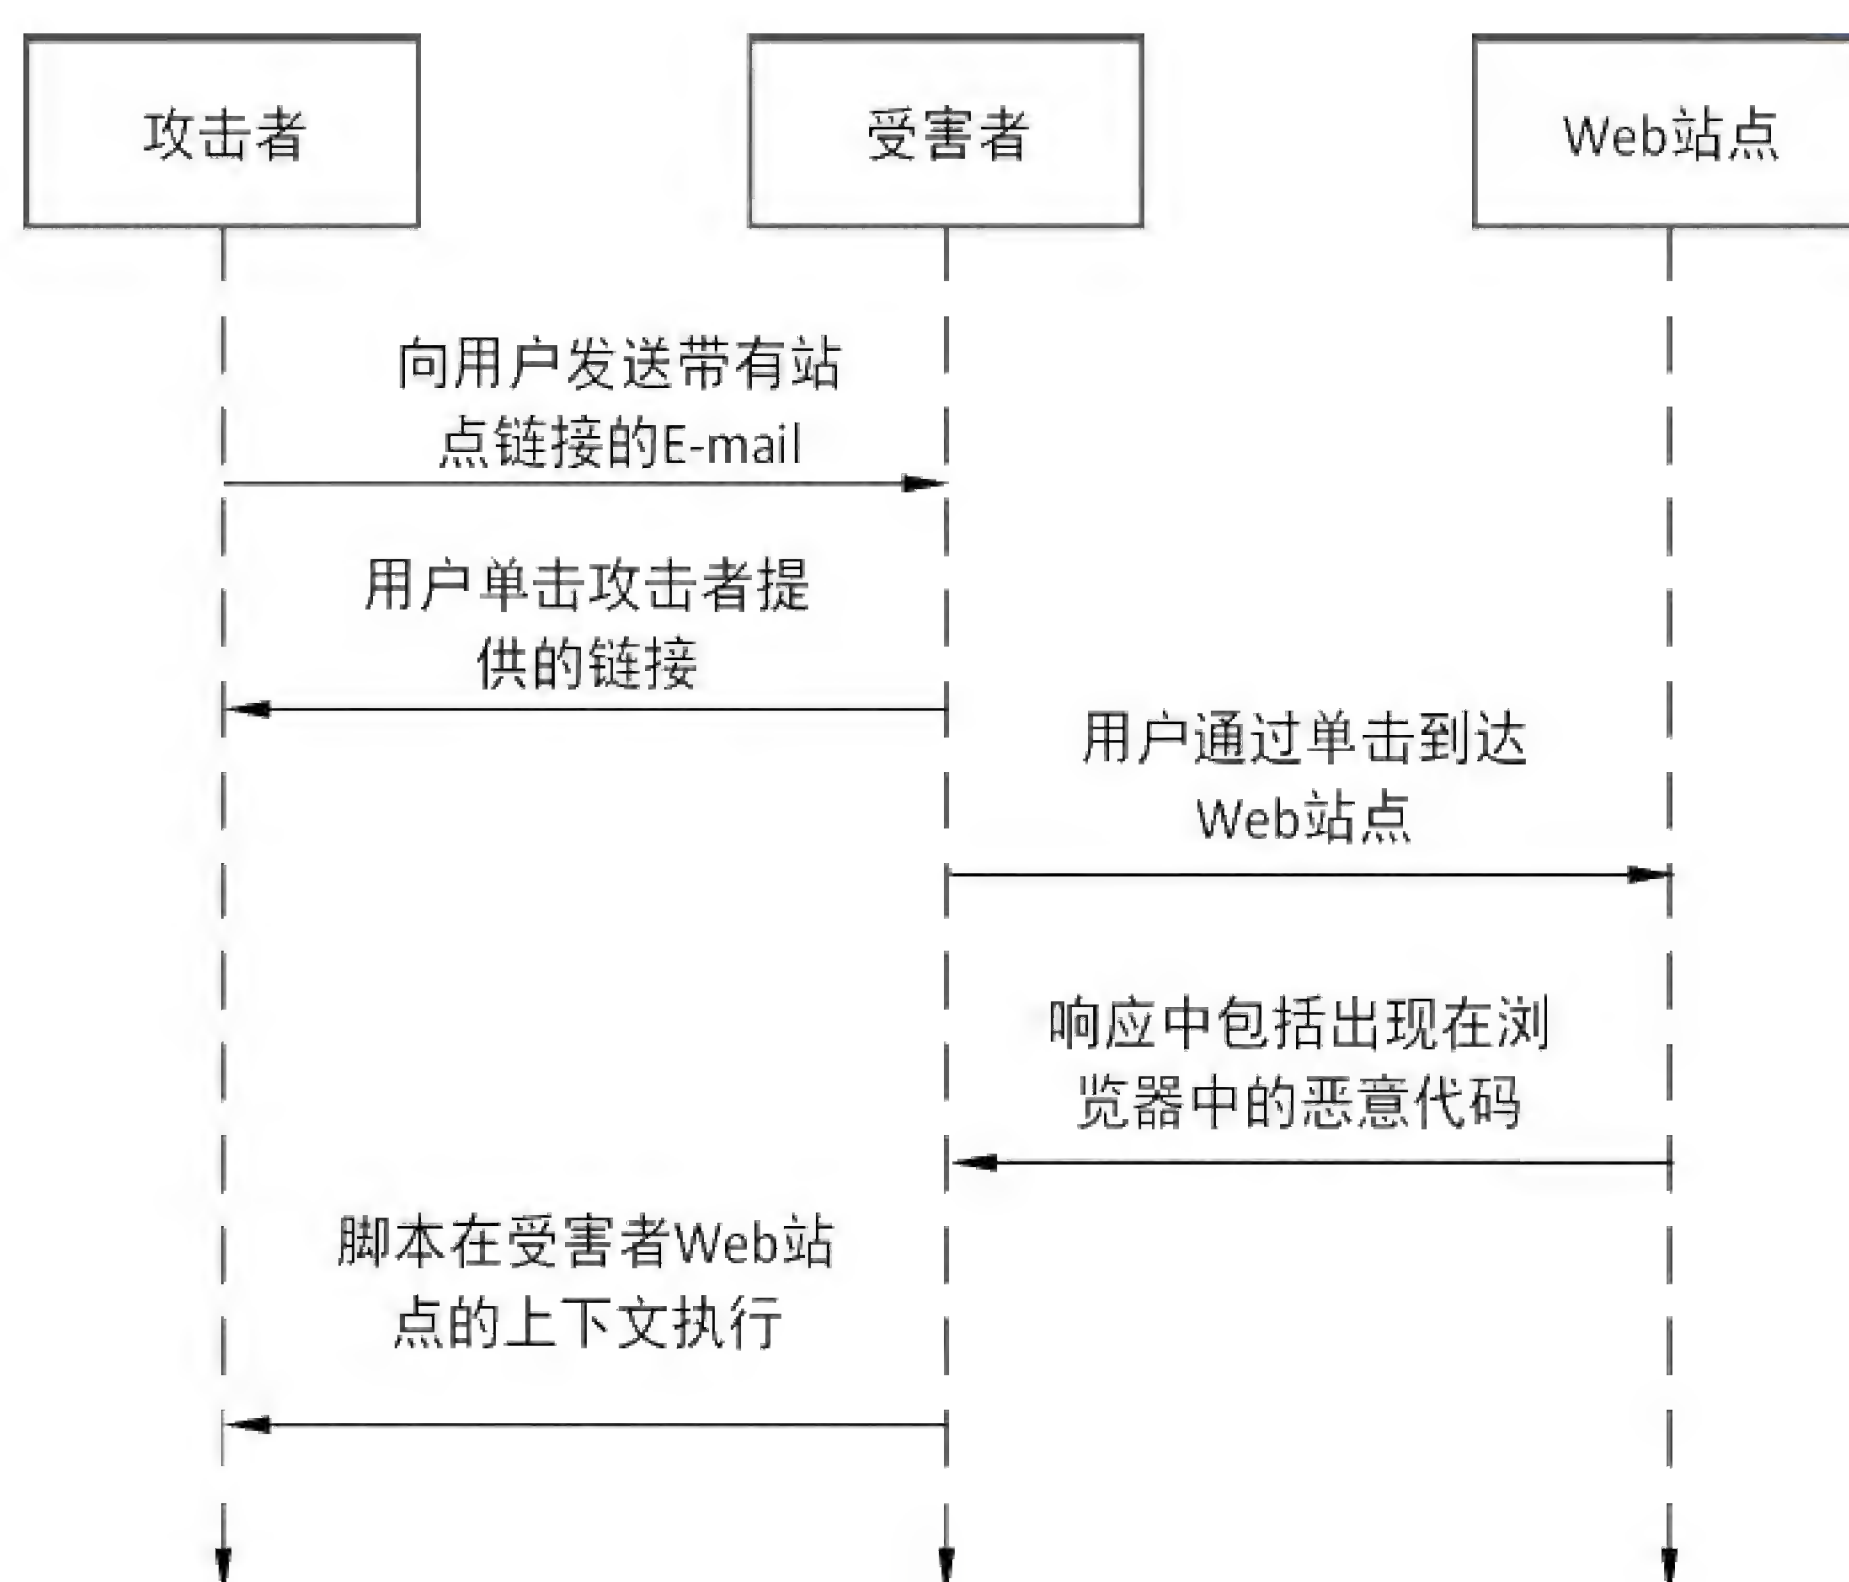 攻击者
受害者
Web站点
向用户发送带有站
点链接的E-mail
用户单击攻击者提
供的链接
用户通过单击到达
Web站点
响应中包括出现在浏
览器中的恶意代码
脚本在受害者Web站
点的上下文执行